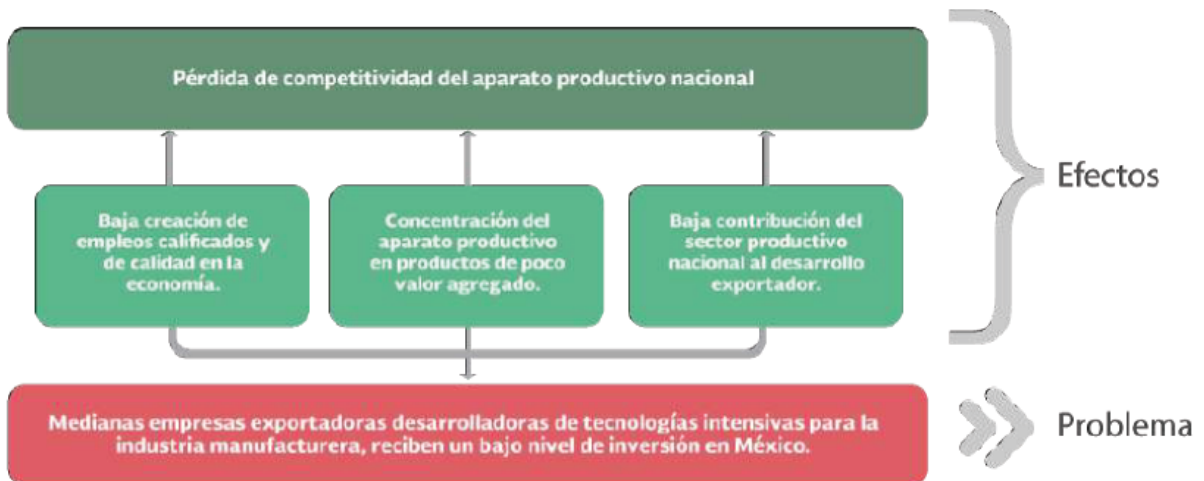 Pérdida de competitividad del aparato productivo nacional
Efectos
Baja creación de
empleos calificados y
de calidad en la
economía.
Concentración del
aparato productivo
en productos de poco
valor agregado.
Baja contribución del
sector productivo
nacional al desarrollo
exportador.
Medianas empresas exportadoras desarrolladoras de tecnologías intensivas para la
industria manufacturera, reciben un bajo nivel de inversión en México.
Problema